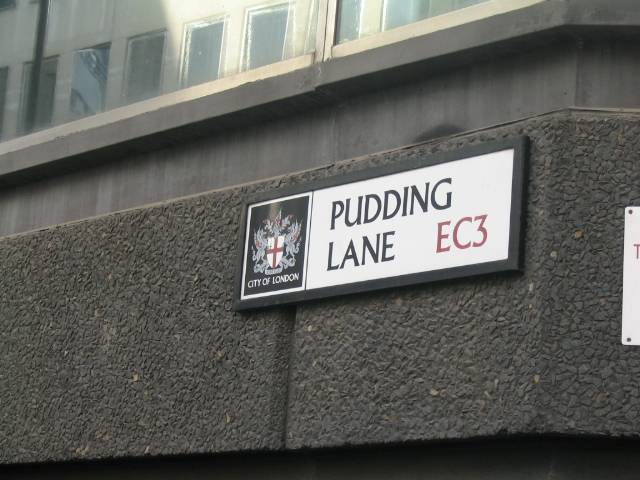 PUDDING
LANE EC3
CITY OF LONDON
T